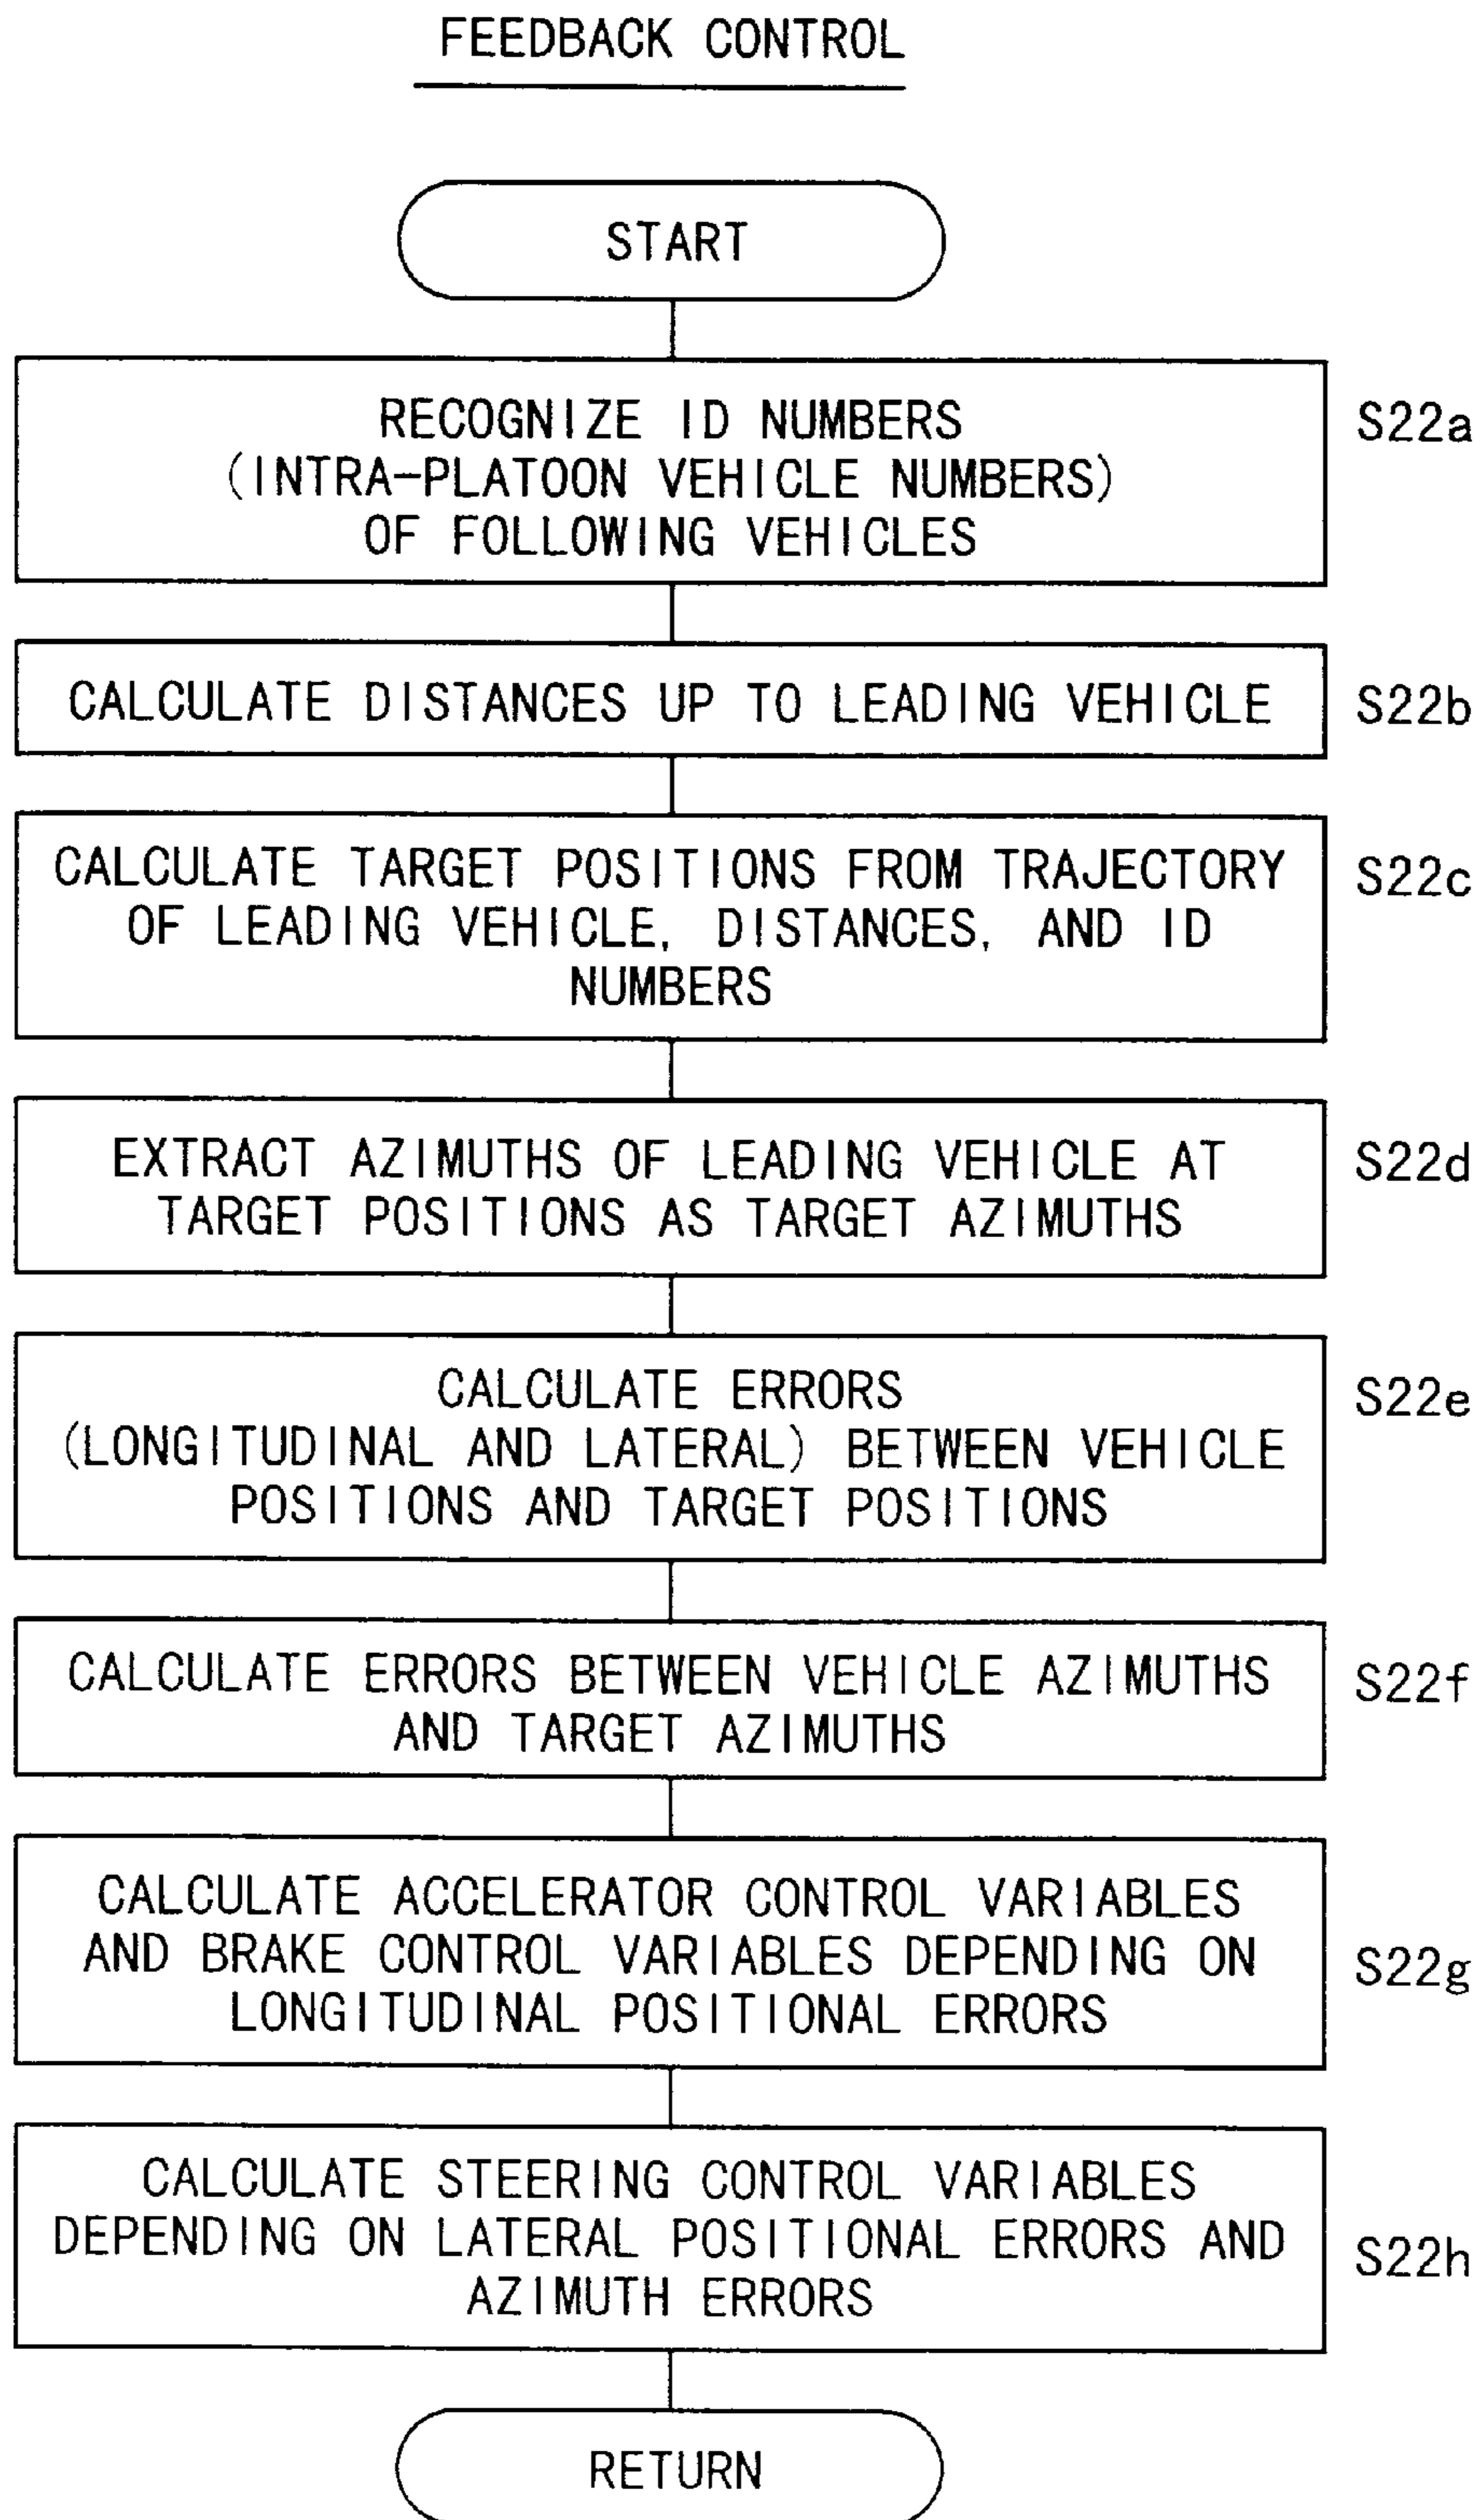 FEEDBACK CONTROL
START
RECOGNIZE ID NUMBERS
(INTRA-PLATOON VEHICLE NUMBERS)
OF FOLLOWING VEHICLES
S22a
CALCULATE DISTANCES UP TO LEADING VEHICLE
S22b
CALCULATE TARGET POSITIONS FROM TRAJECTORY
OF LEADING VEHICLE, DISTANCES, AND ID
NUMBERS
S22c
EXTRACT AZIMUTHS OF LEADING VEHICLE AT
TARGET POSITIONS AS TARGET AZIMUTHS
S22d
CALCULATE ERRORS
(LONGITUDINAL AND LATERAL) BETWEEN VEHICLE
POSITIONS AND TARGET POSITIONS
S22e
CALCULATE ERRORS BETWEEN VEHICLE AZIMUTHS
AND TARGET AZIMUTHS
S22f
CALCULATE ACCELERATOR CONTROL VARIABLES
AND BRAKE CONTROL VARIABLES DEPENDING ON
LONGITUDINAL POSITIONAL ERRORS
S22g
CALCULATE STEERING CONTROL VARIABLES
DEPENDING ON LATERAL POSITIONAL ERRORS AND
AZIMUTH ERRORS
S22h
RETURN